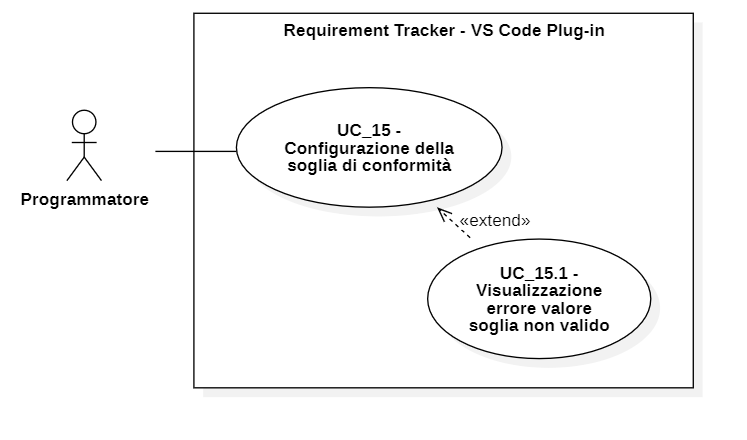 Requirement Tracker - VS Code Plug-in
UC_15 -
Configurazione della
soglia di conformità
Programmatore
«extend»
UC_15.1 -
Visualizzazione
errore valore
soglia non valido